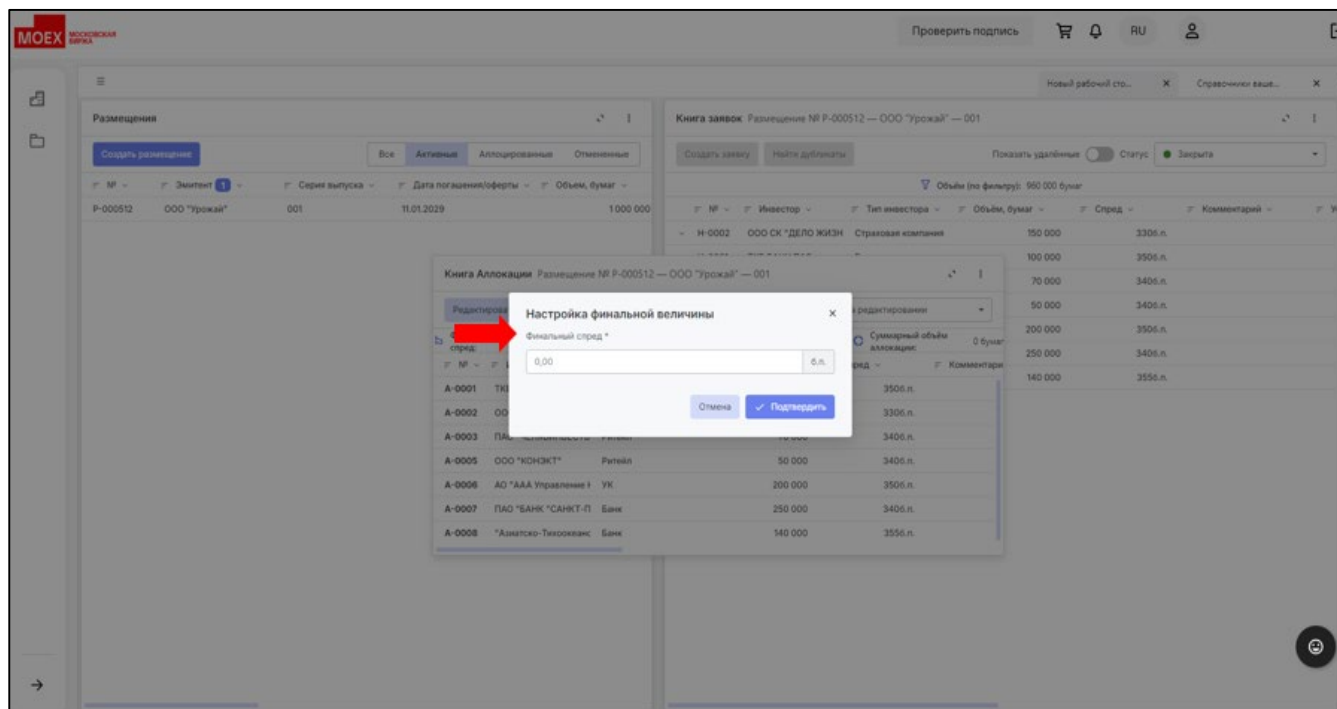 MOEX МОСКОВСКАЯ БИРЖА
Проверить подпись
RU
Новый рабочий сто...
Справочники ваше...
Размещения
Создать размещение
Все Активные Аллоцированные Отмененные
№ Эмитент 1 Серия выпуска Дата погашения/оферты Объем, бумаг
P-000512 ООО "Урожай" 001 11.01.2029 1 000 000
Книга заявок Размещение № P-000512 — ООО "Урожай" — 001
Создать заявку Найти дубликаты Показать удалённые Статус Закрыта
Объём (по фильтру): 960 000 бумаг
№ Инвестор Тип инвестора Объём, бумаг Спред Комментарий
H-0002 ООО СК "ДЕЛО ЖИЗН Страховая компания 150 000 330б.п.
100 000 350б.п.
70 000 340б.п.
50 000 340б.п.
200 000 350б.п.
250 000 340б.п.
140 000 355б.п.
Книга Аллокации Размещение № P-000512 — ООО "Урожай" — 001
редактировании
спред:
Суммарный объём аллокации: 0 бумаг
№ Комментари
A-0001 ТКБ 350б.п.
A-0002 ООО 330б.п.
A-0003 340б.п.
A-0005 ООО "КОНЭКТ" Ритейл 50 000 340б.п.
A-0006 АО "ААА Управление К УК 200 000 350б.п.
A-0007 ПАО "БАНК "САНКТ-П Банк 250 000 340б.п.
A-0008 "Азиатско-Тихоокеанс Банк 140 000 355б.п.
Настройка финальной величины
Финальный спред *
0,00 б.п.
Отмена Подтвердить